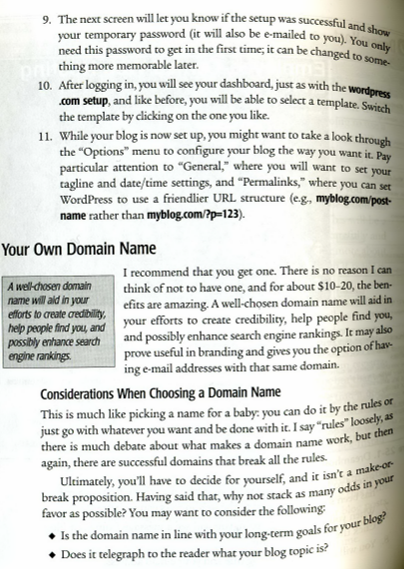 9. The next screen will let you know if the setup was successful and show
your temporary password (it will also be e-mailed to you). You only
need this password to get in the first time; it can be changed to some-
thing more memorable later.
10. After logging in, you will see your dashboard, just as with the wordpress
.com setup, and like before, you will be able to select a template. Switch
the template by clicking on the one you like.
11. While your blog is now set up, you might want to take a look through
the “Options” menu to configure your blog the way you want it. Pay
particular attention to “General,” where you will want to set your
tagline and date/time settings, and “Permalinks,” where you can set
WordPress to use a friendlier URL structure (e.g., myblog.com/post-
name rather than myblog.com/?p=123).
Your Own Domain Name
A well-chosen domain
name will aid in your
efforts to create credibility,
help people find you, and
possibly enhance search
engine rankings.
I recommend that you get one. There is no reason I can
think of not to have one, and for about $10–20, the ben-
efits are amazing. A well-chosen domain name will aid in
your efforts to create credibility, help people find you,
and possibly enhance search engine rankings. It may also
prove useful in branding and gives you the option of hav-
ing e-mail addresses with that same domain.
Considerations When Choosing a Domain Name
This is much like picking a name for a baby: you can do it by the rules or
just go with whatever you want and be done with it. I say “rules” loosely, as
there is much debate about what makes a domain name work, but then
again, there are successful domains that break all the rules.
Ultimately, you’ll have to decide for yourself, and it isn’t a make-or-
break proposition. Having said that, why not stack as many odds in your
favor as possible? You may want to consider the following:
◆ Is the domain name in line with your long-term goals for your blog?
◆ Does it telegraph to the reader what your blog topic is?